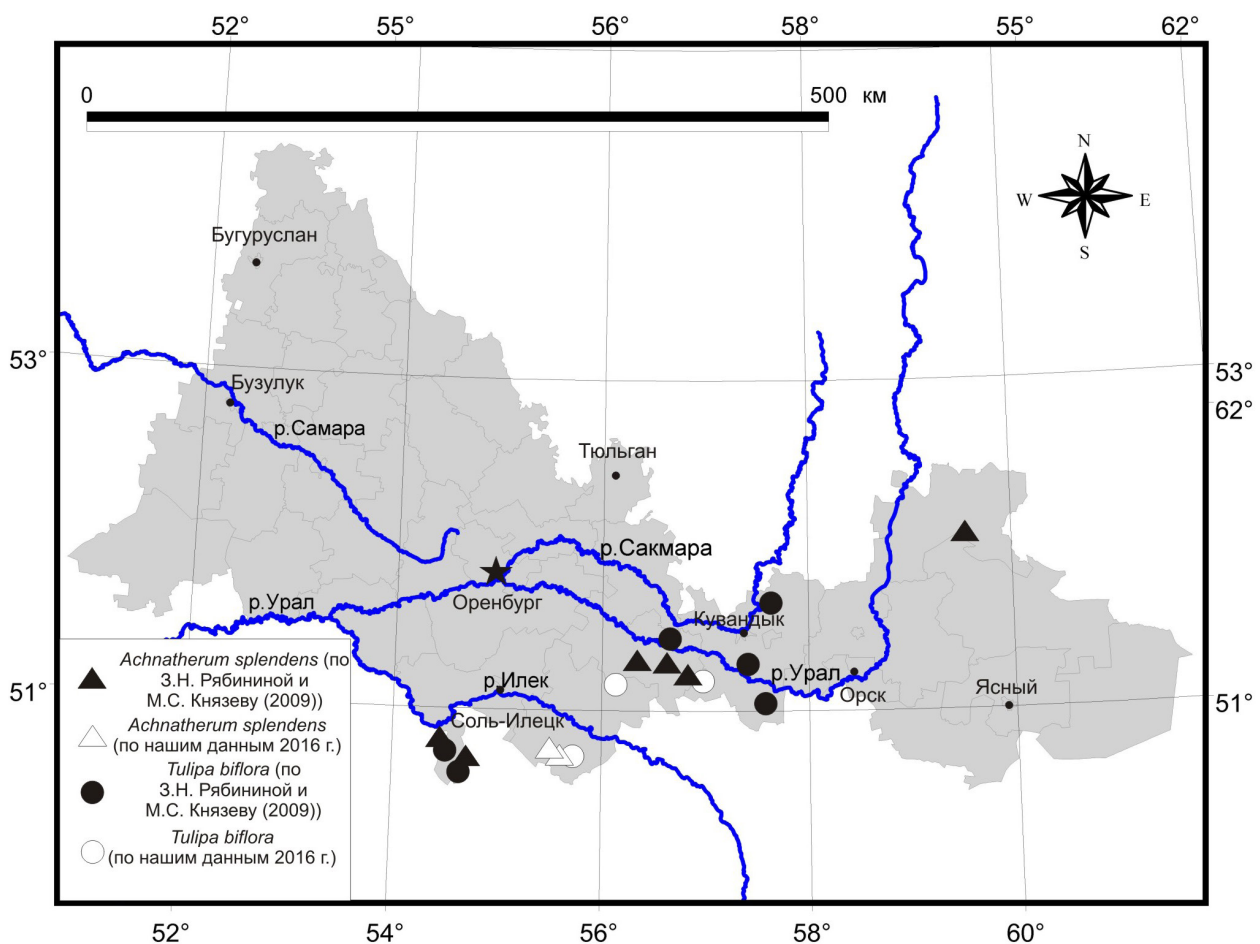 52° 55° 56° 58° 55° 62°
0 500 км
N
W E
S
Бугуруслан
53° 53°
Бузулук 62°
р.Самара
Тюльган
р.Сакмара
р.Урал Оренбург
Кувандык
51° р.Урал 51°
Орск Ясный
р.Илек
Соль-Илецк
Achnatherum splendens (по
З.Н. Рябининой и
М.С. Князеву (2009))
Achnatherum splendens
(по нашим данным 2016 г.)
Tulipa biflora (по
З.Н. Рябининой и
М.С. Князеву (2009))
Tulipa biflora
(по нашим данным 2016 г.)
52° 54° 56° 58° 60°